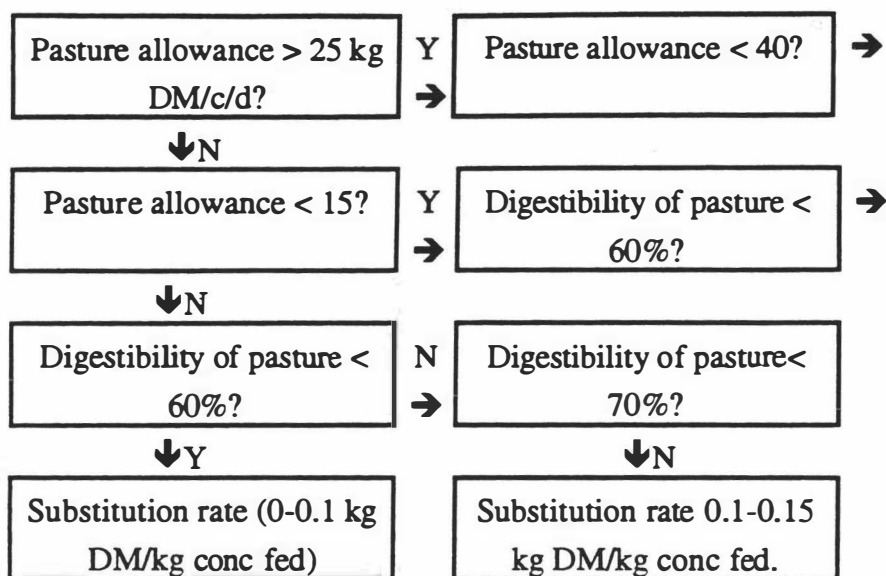 Pasture allowance > 25 kg
DM/c/d?
Y
Pasture allowance < 40?
N
Pasture allowance < 15?
Y
Digestibility of pasture <
60%?
N
Digestibility of pasture <
60%?
N
Digestibility of pasture<
70%?
Y
N
Substitution rate (0-0.1 kg
DM/kg conc fed)
Substitution rate 0.1-0.15
kg DM/kg conc fed.